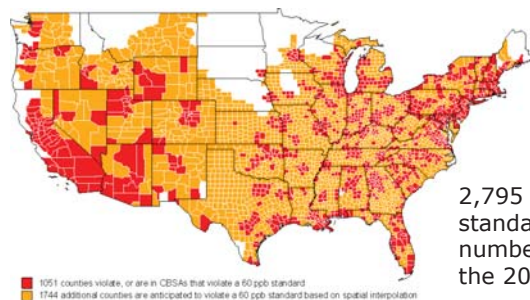 2,795
standa
numbe
the 20
1051 counties violate, or are in CBSAs that violate a 60 ppb standard
1744 additional counties are anticipated to violate a 60 ppb standard based on spatial interpolation